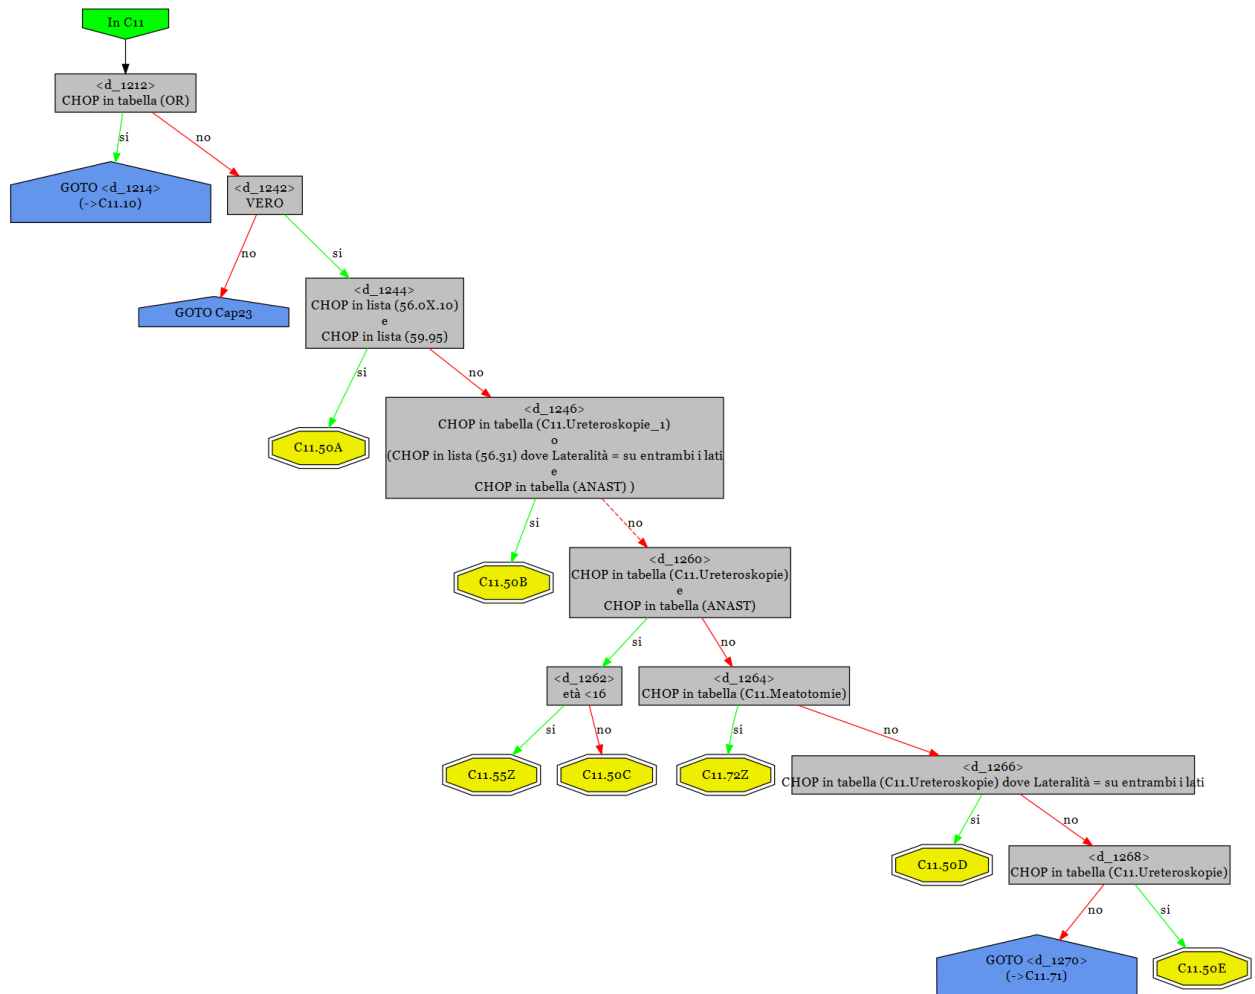 In C11
<d_1212>
CHOP in tabella (OR)
si
no
GOTO <d_1214>
(->C11.10)
<d_1242>
VERO
no
si
GOTO Cap23
<d_1244>
CHOP in lista (56.0X.10)
e
CHOP in lista (59.95)
si
no
C11.50A
<d_1246>
CHOP in tabella (C11.Ureteroskopie_1)
o
(CHOP in lista (56.31) dove Lateralità = su entrambi i lati
e
CHOP in tabella (ANAST) )
si
no
C11.50B
<d_1260>
CHOP in tabella (C11.Ureteroskopie)
e
CHOP in tabella (ANAST)
si
no
<d_1262>
età <16
<d_1264>
CHOP in tabella (C11.Meatotomie)
si
no
si
no
C11.55Z
C11.50C
C11.72Z
<d_1266>
CHOP in tabella (C11.Ureteroskopie) dove Lateralità = su entrambi i lati
si
no
C11.50D
<d_1268>
CHOP in tabella (C11.Ureteroskopie)
no
si
GOTO <d_1270>
(->C11.71)
C11.50E